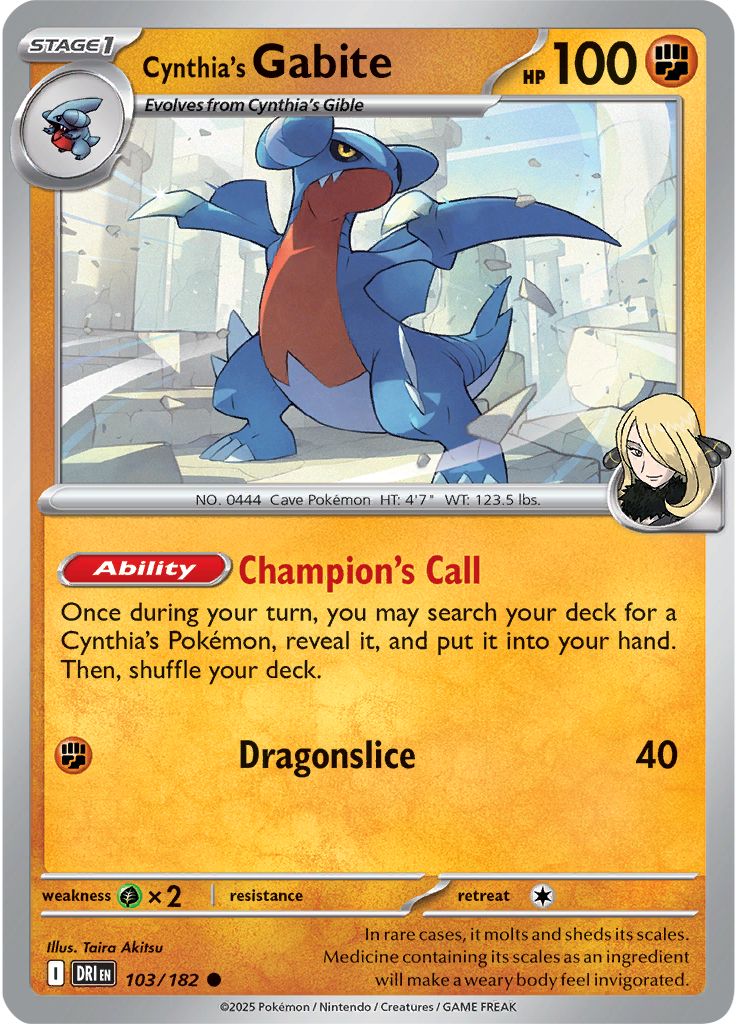 STAGE 1
Cynthia's Gabite
HP 100
Evolves from Cynthia's Gible
NO. 0444 Cave Pokémon HT: 4'7" WT: 123.5 lbs.
Ability Champion's Call
Once during your turn, you may search your deck for a
Cynthia's Pokémon, reveal it, and put it into your hand.
Then, shuffle your deck.
Dragonslice 40
weakness ×2 resistance retreat
Illus. Taira Akitsu
I DRI EN 103/182
In rare cases, it molts and sheds its scales.
Medicine containing its scales as an ingredient
will make a weary body feel invigorated.
©2025 Pokémon / Nintendo / Creatures / GAME FREAK